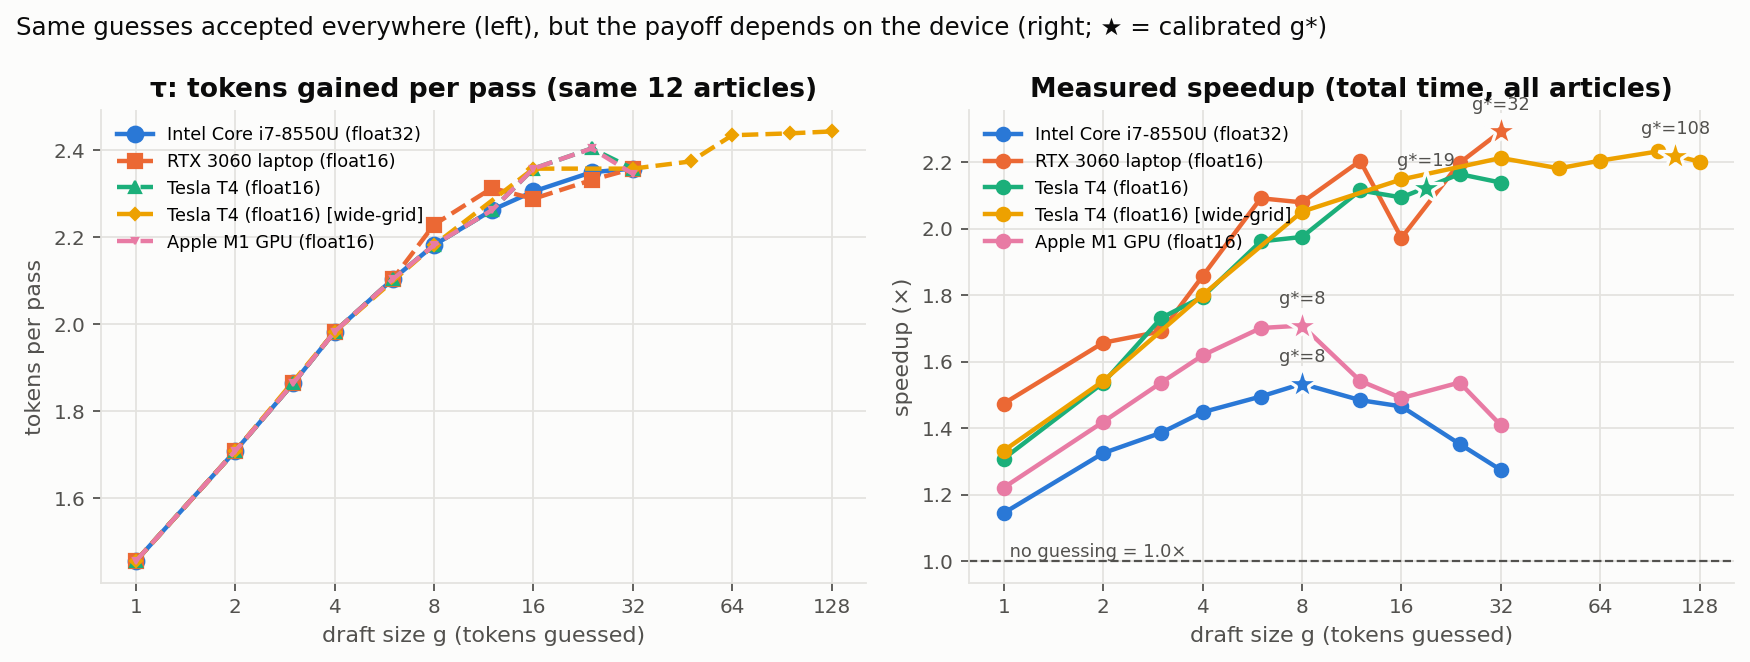 Same guesses accepted everywhere (left), but the payoff depends on the device (right; ★ = calibrated g*)
τ: tokens gained per pass (same 12 articles)
Intel Core i7-8550U (float32)
RTX 3060 laptop (float16)
Tesla T4 (float16)
Tesla T4 (float16) [wide-grid]
Apple M1 GPU (float16)
tokens per pass
2.4
2.2
2.0
1.8
1.6
1 2 4 8 16 32 64 128
draft size g (tokens guessed)
Measured speedup (total time, all articles)
g*=32
g*=108
g*=19
g*=8
g*=8
Intel Core i7-8550U (float32)
RTX 3060 laptop (float16)
Tesla T4 (float16)
Tesla T4 (float16) [wide-grid]
Apple M1 GPU (float16)
speedup (×)
2.2
2.0
1.8
1.6
1.4
1.2
1.0
no guessing = 1.0×
1 2 4 8 16 32 64 128
draft size g (tokens guessed)